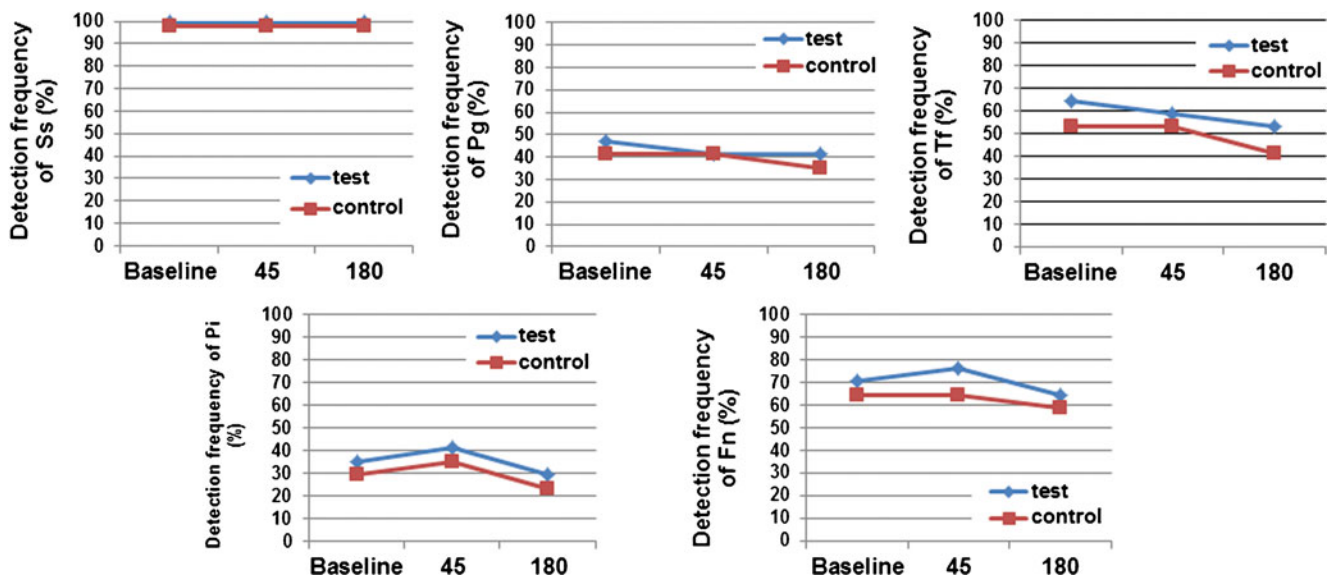 Detection frequency
of Ss (%)
100
90
80
70
60
50
40
30
20
10
0
test
control
Baseline 45 180
Detection frequency
of Pg (%)
100
90
80
70
60
50
40
30
20
10
0
test
control
Baseline 45 180
Detection frequency
of Tf (%)
100
90
80
70
60
50
40
30
20
10
0
test
control
Baseline 45 180
Detection frequency of Pi
(%)
100
90
80
70
60
50
40
30
20
10
0
test
control
Baseline 45 180
Detection frequency
of Fn (%)
100
90
80
70
60
50
40
30
20
10
0
test
control
Baseline 45 180